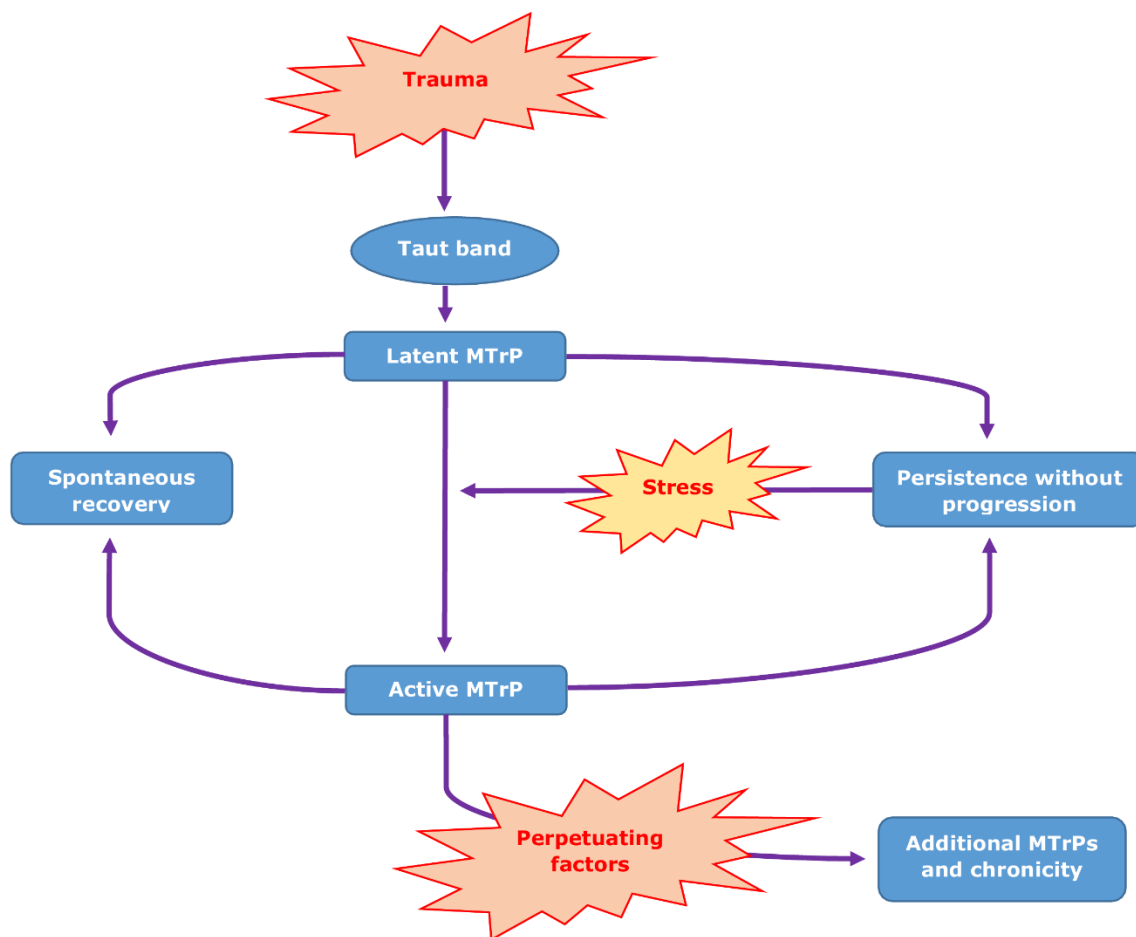 Trauma
Taut band
Latent MTrP
Spontaneous
recovery
Stress
Persistence without
progression
Active MTrP
Perpetuating
factors
Additional MTrPs
and chronicity